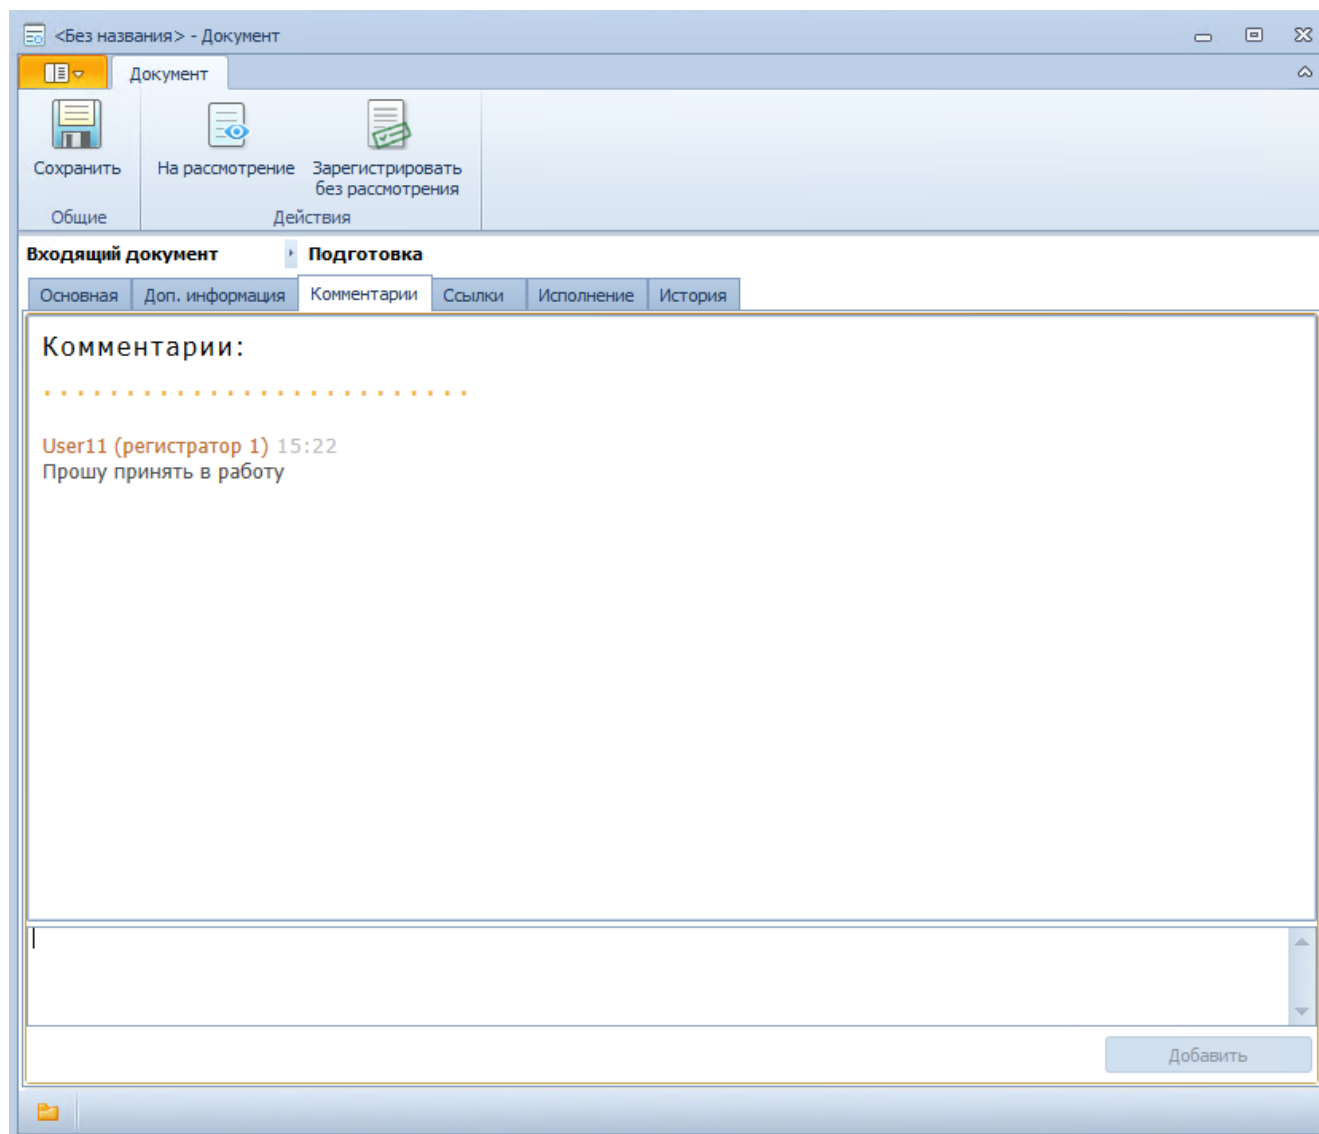 <Без названия> - Документ
Документ
Сохранить
На рассмотрение
Зарегистрировать
без рассмотрения
Общие
Действия
Входящий документ
Подготовка
Основная
Доп. информация
Комментарии
Ссылки
Исполнение
История
Комментарии:
User11 (регистратор 1) 15:22
Прошу принять в работу
Добавить